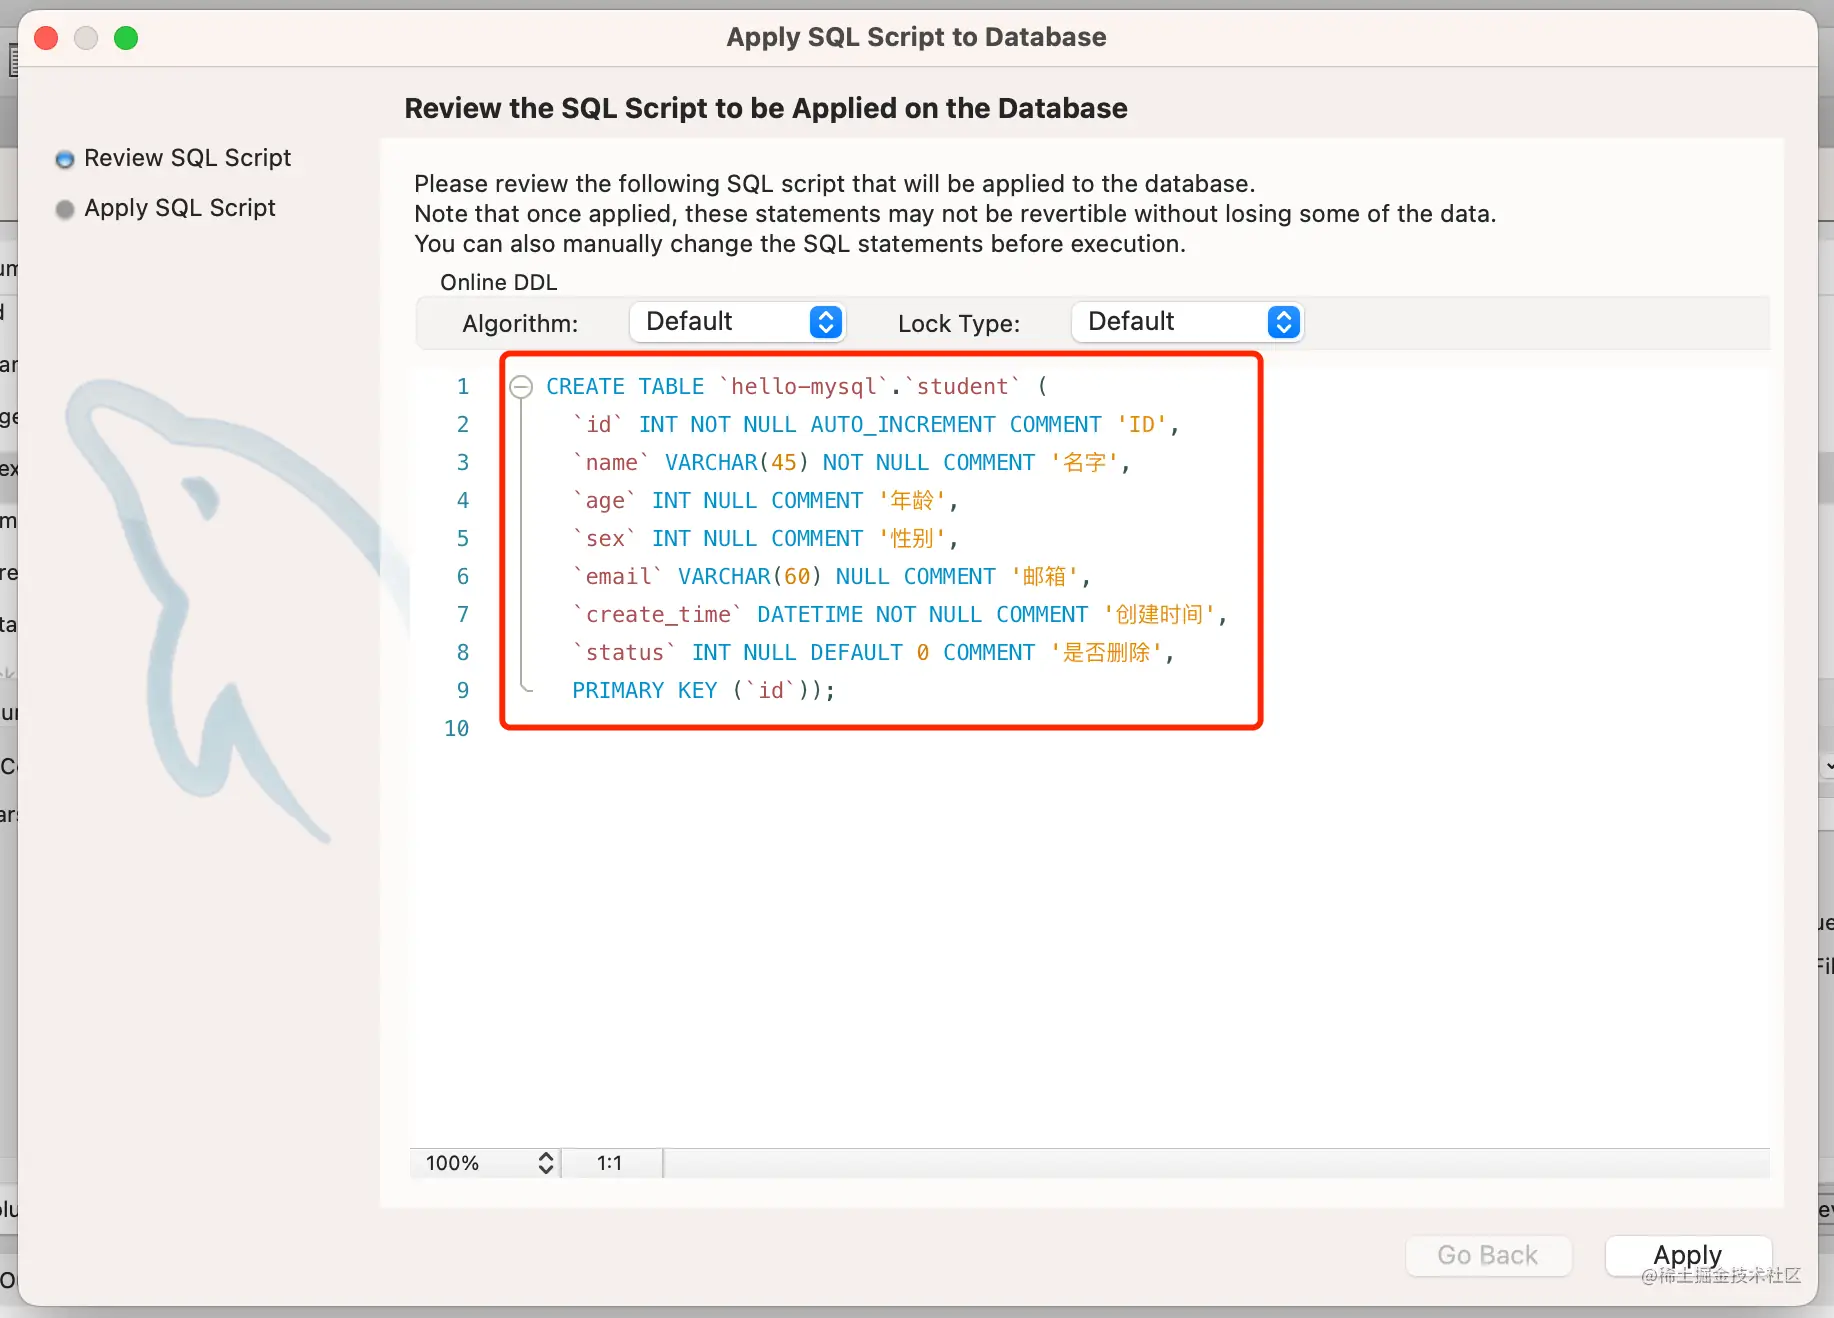 Apply SQL Script to Database
Review the SQL Script to be Applied on the Database
Review SQL Script
Apply SQL Script
Please review the following SQL script that will be applied to the database.
Note that once applied, these statements may not be revertible without losing some of the data.
You can also manually change the SQL statements before execution.
Online DDL
Algorithm: Default Lock Type: Default
1 CREATE TABLE `hello-mysql`.`student` (
2 `id` INT NOT NULL AUTO_INCREMENT COMMENT 'ID',
3 `name` VARCHAR(45) NOT NULL COMMENT '名字',
4 `age` INT NULL COMMENT '年龄',
5 `sex` INT NULL COMMENT '性别',
6 `email` VARCHAR(60) NULL COMMENT '邮箱',
7 `create_time` DATETIME NOT NULL COMMENT '创建时间',
8 `status` INT NULL DEFAULT 0 COMMENT '是否删除',
9 PRIMARY KEY (`id`));
10
100% 1:1
Go Back Apply
@稀土掘金技术社区